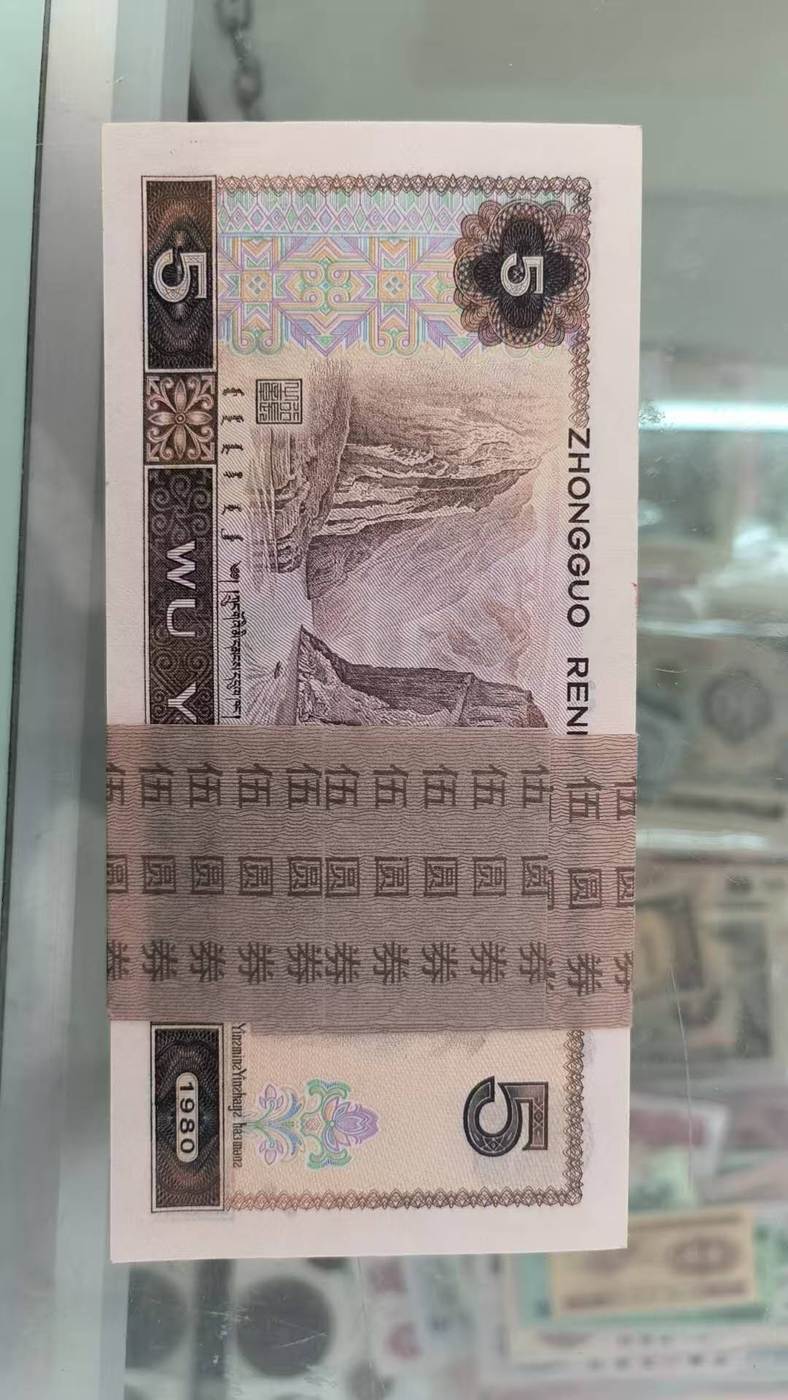 5
5
ZHONGGUO RENI
WU Y
伍 伍 伍 伍 伍 伍 伍 伍 伍 伍 伍 伍
圆 圆 圆 圆 圆 圆 圆 圆 圆 圆 圆 圆
券 券 券 券 券 券 券 券 券 券 券 券
5
1980